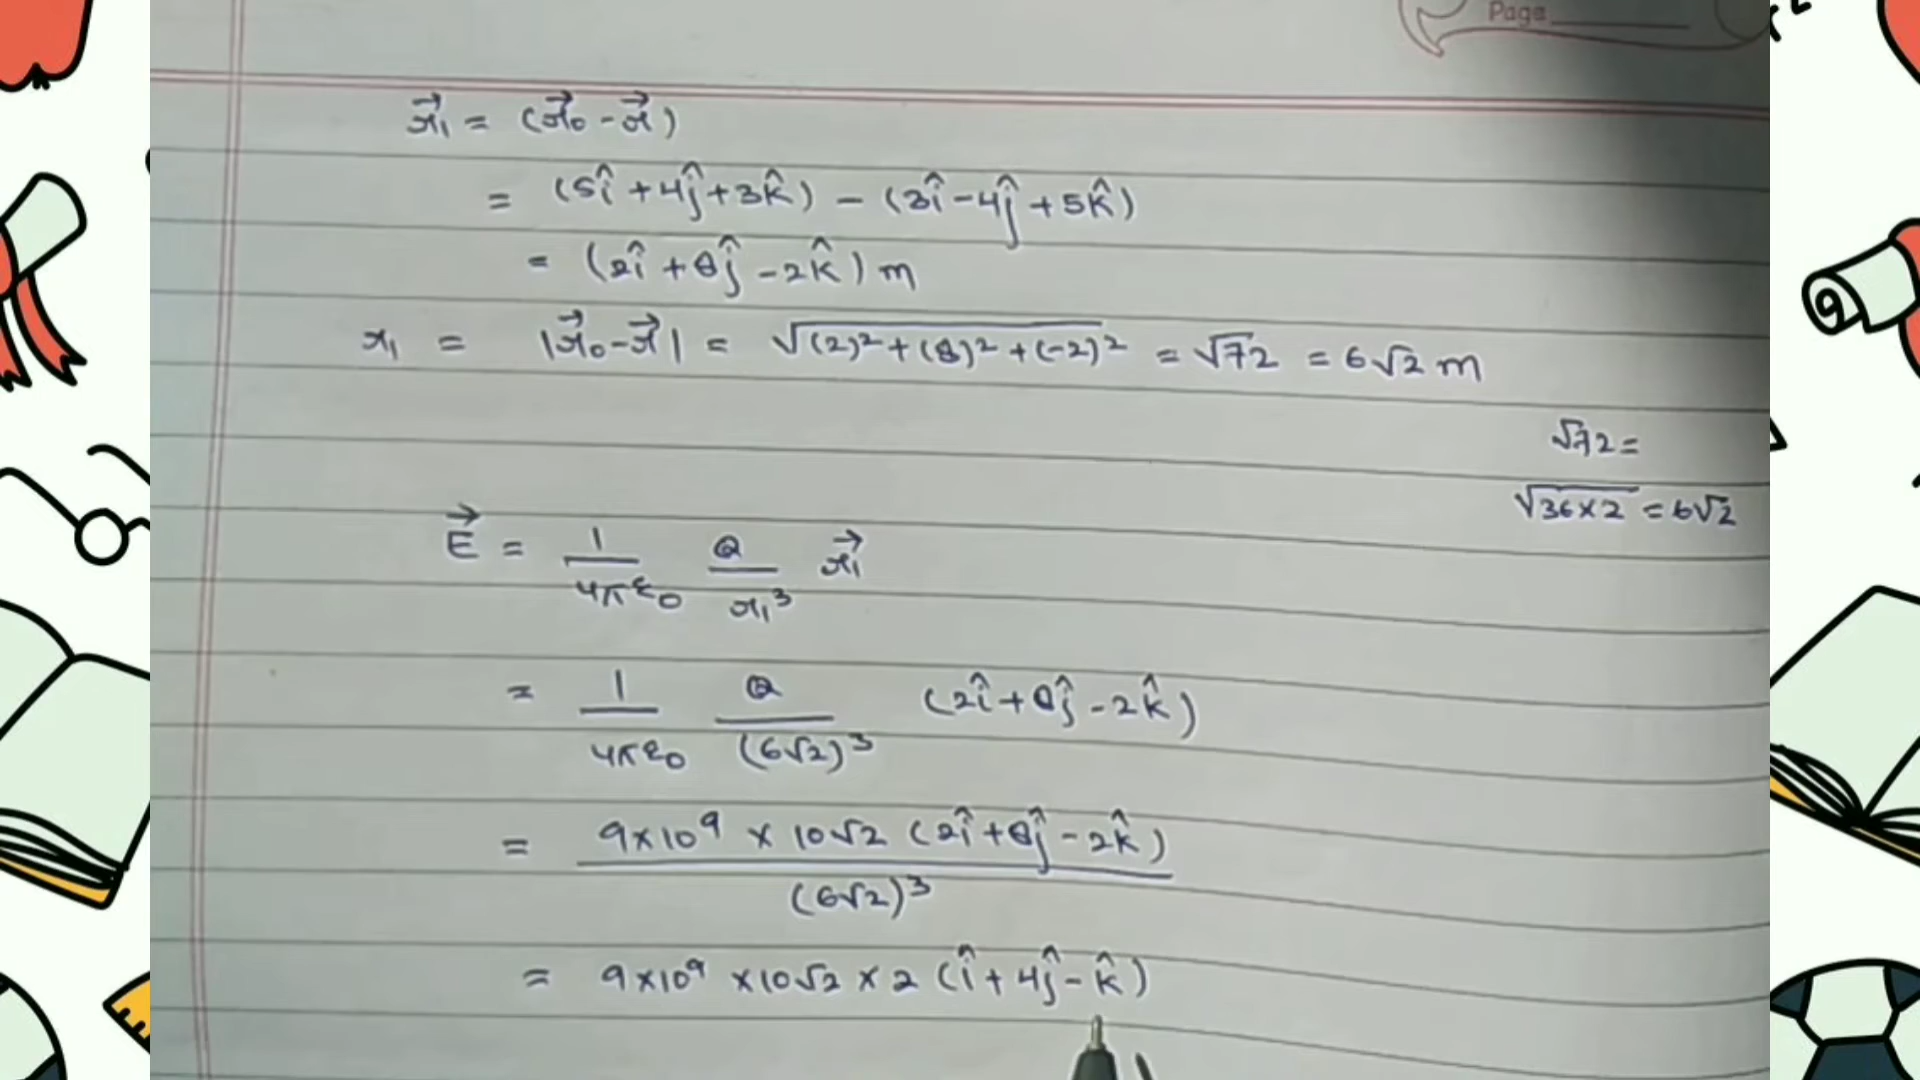 Page
r⃗₁ = (r⃗₀ - r⃗)
= (5î + 4ĵ + 3k̂) - (3î - 4ĵ + 5k̂)
= (2î + 8ĵ - 2k̂) m
r₁ = |r⃗₀ - r⃗| = √(2)² + (8)² + (-2)² = √72 = 6√2 m
√72 =
√36×2 = 6√2
E⃗ = 1/4πε₀ Q/r₁³ r⃗₁
= 1/4πε₀ Q/(6√2)³ (2î + 8ĵ - 2k̂)
= 9×10⁹ × 10√2 (2î + 8ĵ - 2k̂)/(6√2)³
= 9×10⁹ × 10√2 × 2 (î + 4ĵ - k̂)